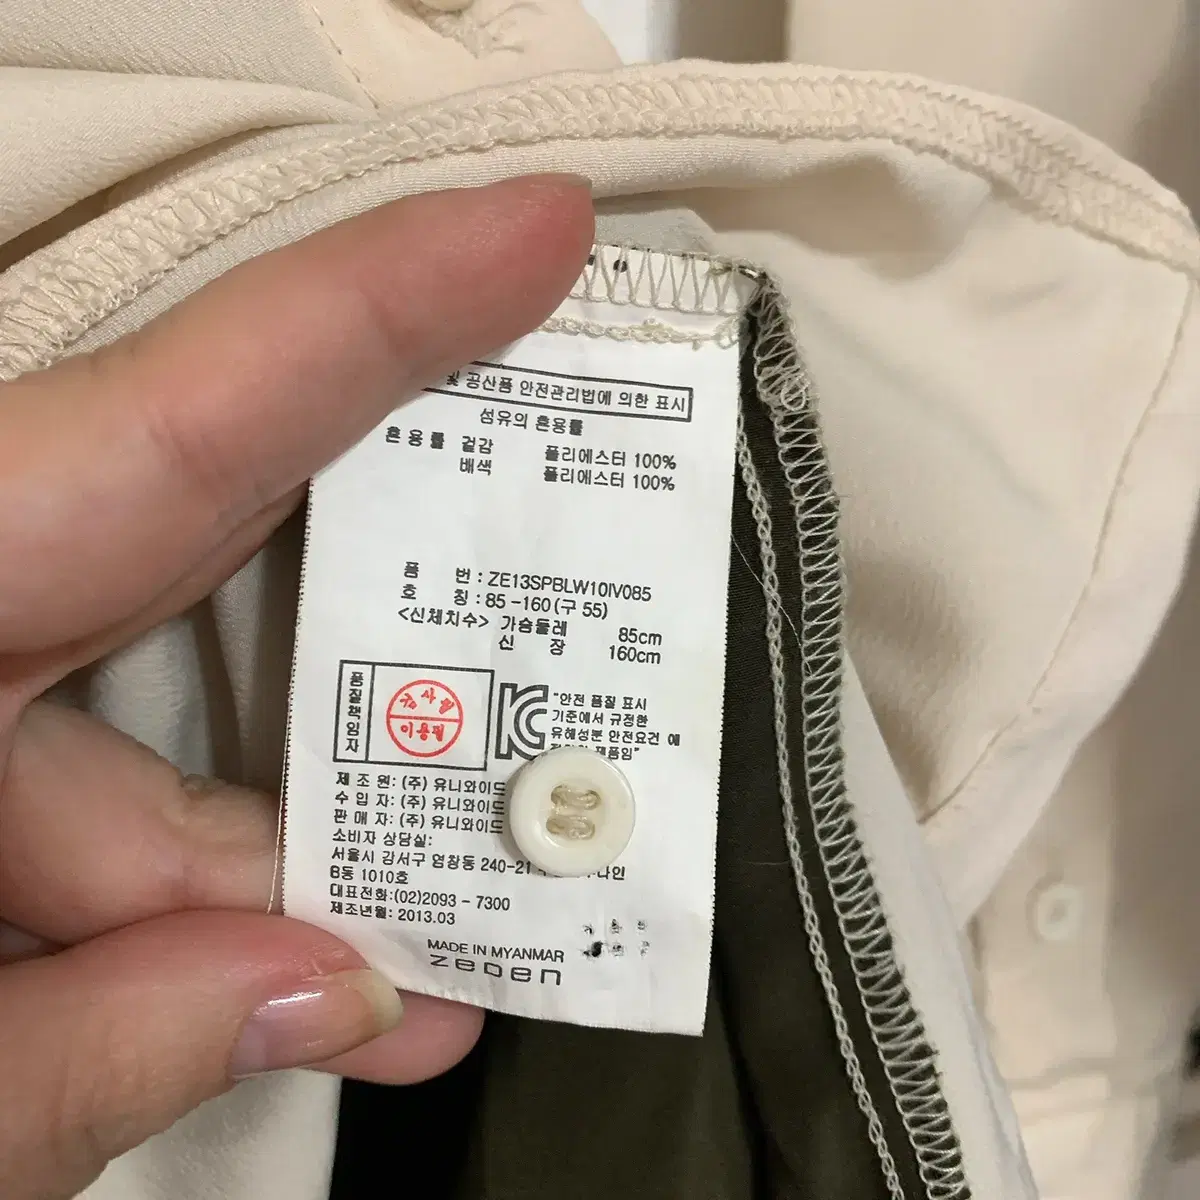 및 공산품 안전관리법에 의한 표시
섬유의 혼용률
혼용률 겉감 폴리에스터 100%
배색 폴리에스터 100%
품 번 : ZE13SPBLW10IV085
호 칭 : 85-160 (구 55)
<신체치수> 가슴둘레 85cm
신 장 160cm
품질책임자
검사필
이용필
"안전 품질 표시
기준에서 규정한
유해성분 안전요건 에
제품임"
제 조 원: (주) 유니와이드
수 입 자: (주) 유니와이드
판 매 자: (주) 유니와이드
소비자 상담실:
서울시 강서구 염창동 240-21
B동 1010호
대표전화:(02)2093 - 7300
제조년월: 2013.03
MADE IN MYANMAR
zeden